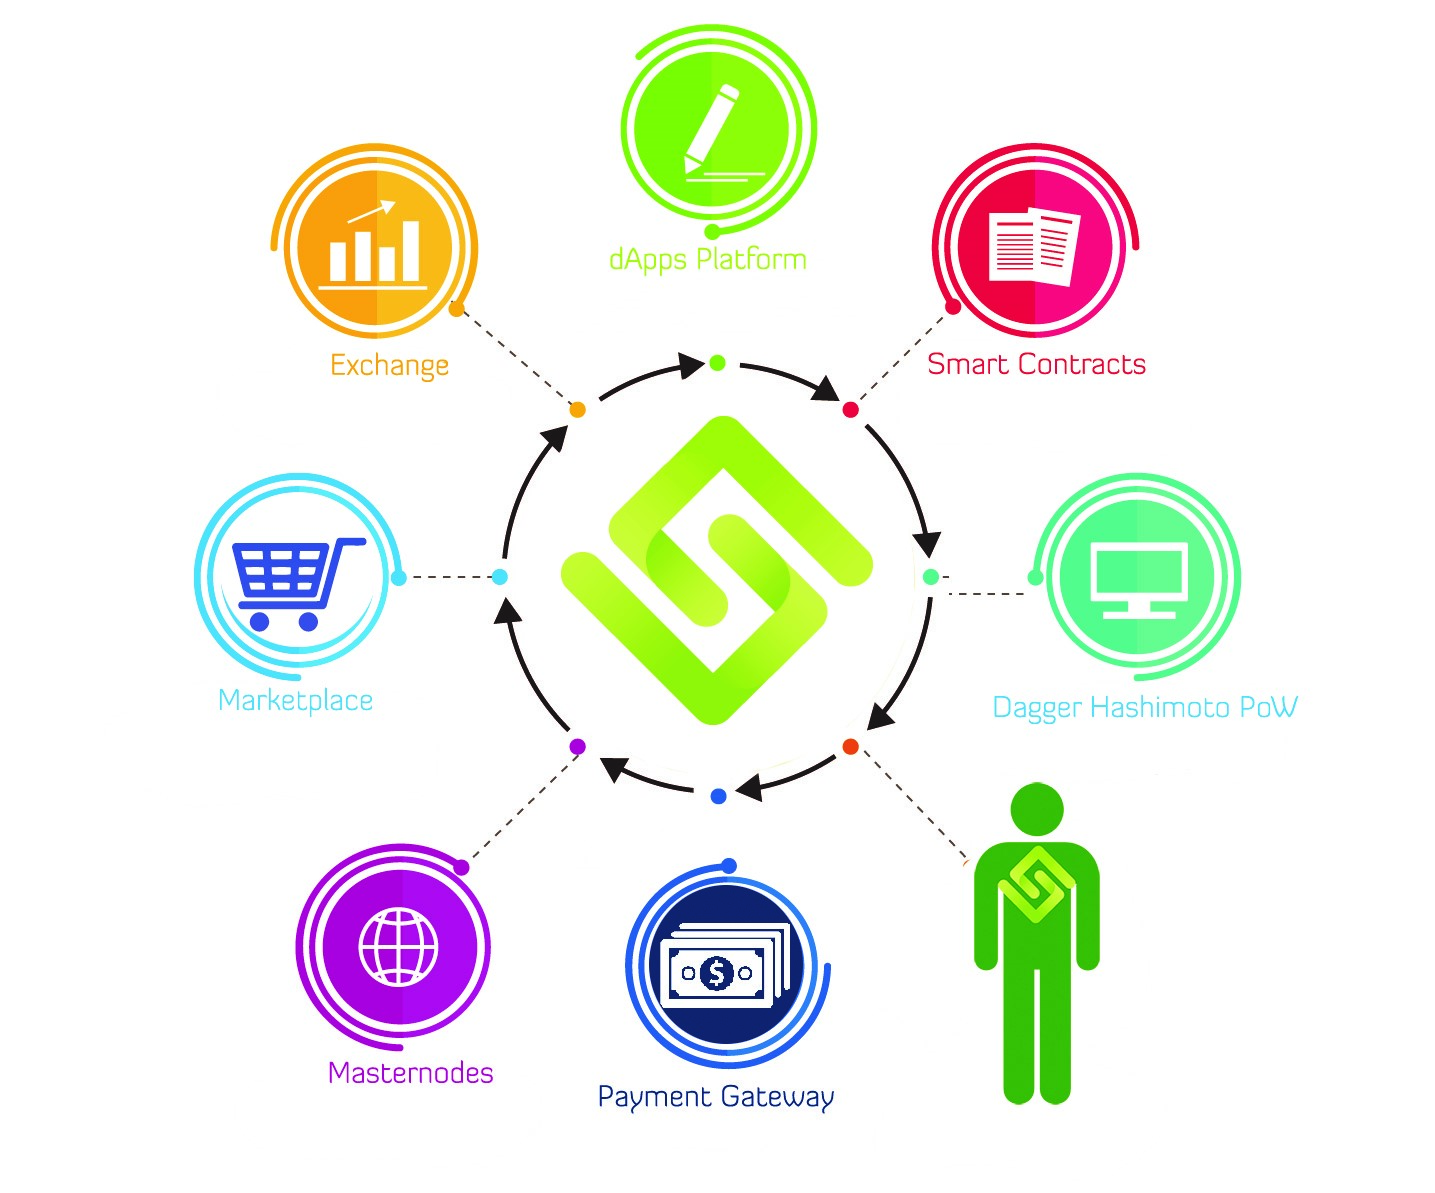 dApps Platform
Exchange
Smart Contracts
Marketplace
Dagger Hashimoto PoW
Masternodes
$
Payment Gateway